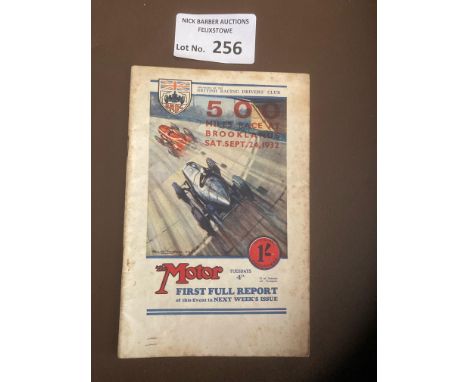 NICK BARBER AUCTIONS
FELIXSTOWE
Lot No. 256
BRITISH RACING DRIVERS' CLUB
500
MILES RACE AT
BROOKLANDS
SAT. SEPT. 24, 1932
1/-
The Motor
TUESDAYS
4D
FIRST FULL REPORT
of this Event in NEXT WEEK'S ISSUE